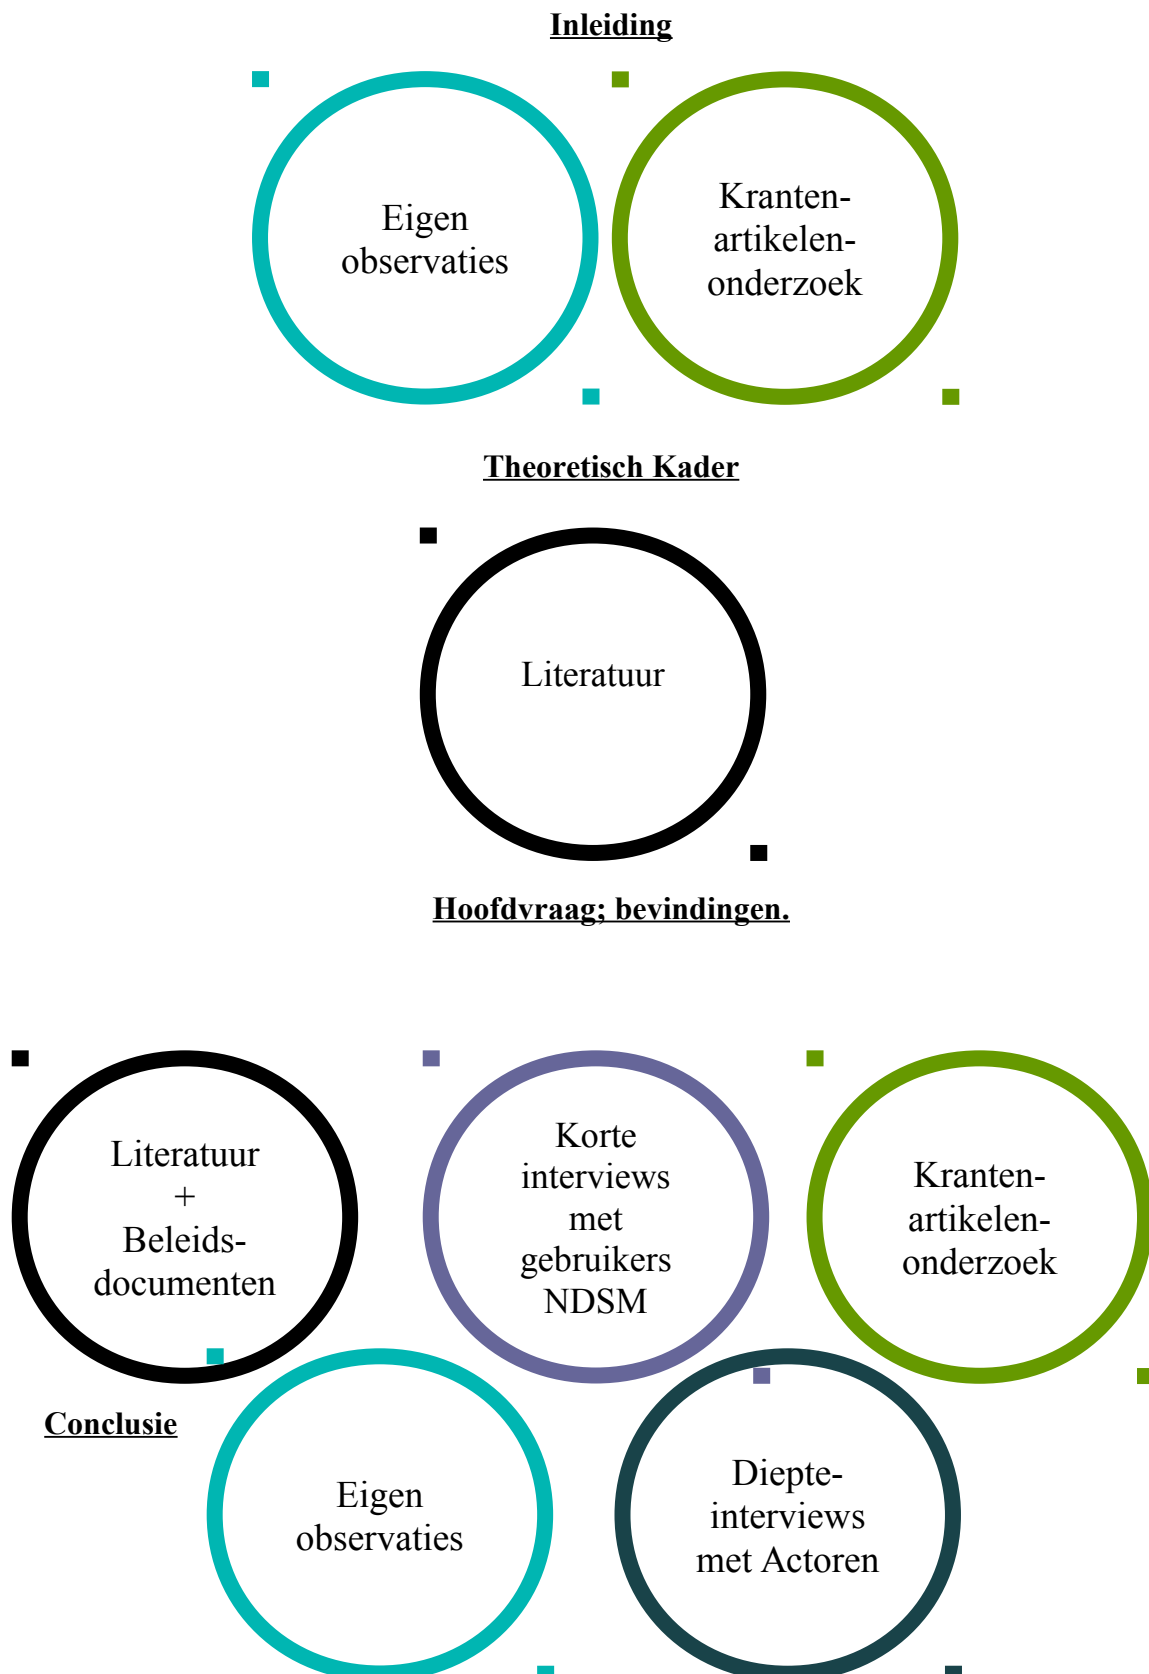 Inleiding
Eigen
observaties
Kranten-
artikelen-
onderzoek
Theoretisch Kader
Literatuur
Hoofdvraag; bevindingen.
Literatuur
+
Beleids-
documenten
Korte
interviews
met
gebruikers
NDSM
Kranten-
artikelen-
onderzoek
Conclusie
Eigen
observaties
Diepte-
interviews
met Actoren